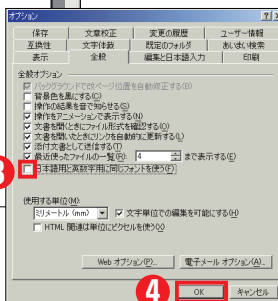 オプション
保存 文章校正 変更の履歴 ユーザー情報
互換性 文字体裁 既定のフォルダ あいまい検索
表示 全般 編集と日本語入力 印刷
全般オプション
バックグラウンドで改ページ位置を自動修正する(B)
背景色を黒にする(C)
操作の結果を音で知らせる(S)
操作をアニメーションで表示する(N)
文書を開くときにファイル形式を確認する(O)
文書を開いたときにリンクを自動的に更新する(L)
添付文書として送信する(T)
最近使ったファイルの一覧(R): 4 まで表示する(E)
3 日本語用と英数字用に同じフォントを使う(F)
使用する単位(M):
ミリメートル (mm) 文字単位での編集を可能にする(H)
HTML 関連は単位にピクセルを使う(X)
Web オプション(P)... 電子メール オプション(A)...
4 OK キャンセル